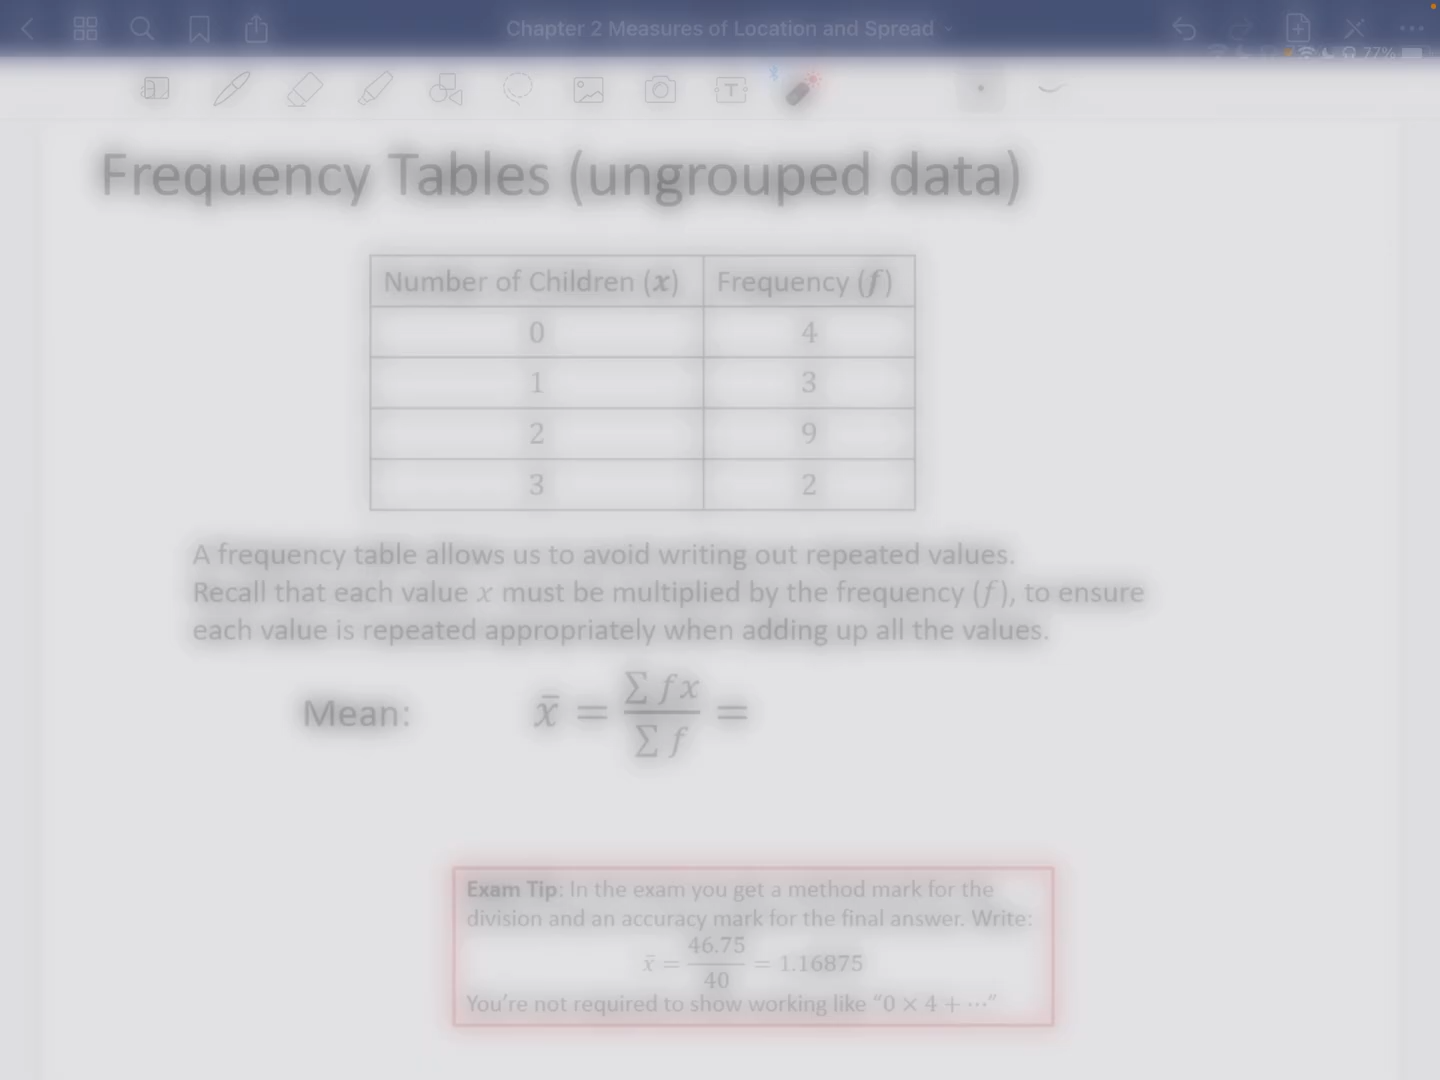 Chapter 2 Measures of Location and Spread
77%
T
Frequency Tables (ungrouped data)
Number of Children (x) Frequency (f)
0 4
1 3
2 9
3 2
A frequency table allows us to avoid writing out repeated values.
Recall that each value x must be multiplied by the frequency (f), to ensure
each value is repeated appropriately when adding up all the values.
Mean: x̄ = ∑ f x / ∑ f =
Exam Tip: In the exam you get a method mark for the
division and an accuracy mark for the final answer. Write:
x̄ = 46.75 / 40 = 1.16875
You’re not required to show working like “0 × 4 + ⋯”